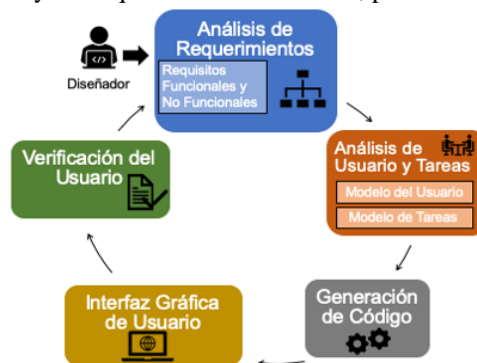 Diseñador
Análisis de
Requerimientos
Requisitos
Funcionales y
No Funcionales
Análisis de
Usuario y Tareas
Modelo del Usuario
Modelo de Tareas
Generación
de Código
Interfaz Gráfica
de Usuario
Verificación del
Usuario